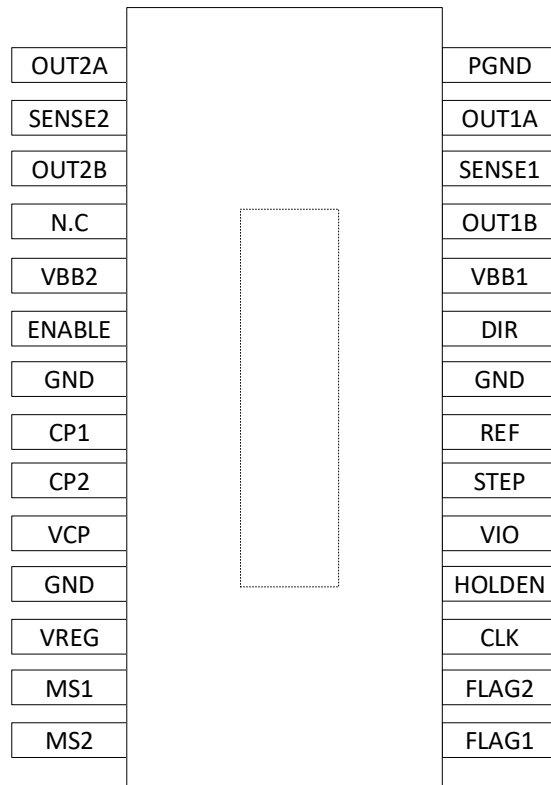 OUT2A
SENSE2
OUT2B
N.C
VBB2
ENABLE
GND
CP1
CP2
VCP
GND
VREG
MS1
MS2
PGND
OUT1A
SENSE1
OUT1B
VBB1
DIR
GND
REF
STEP
VIO
HOLDEN
CLK
FLAG2
FLAG1